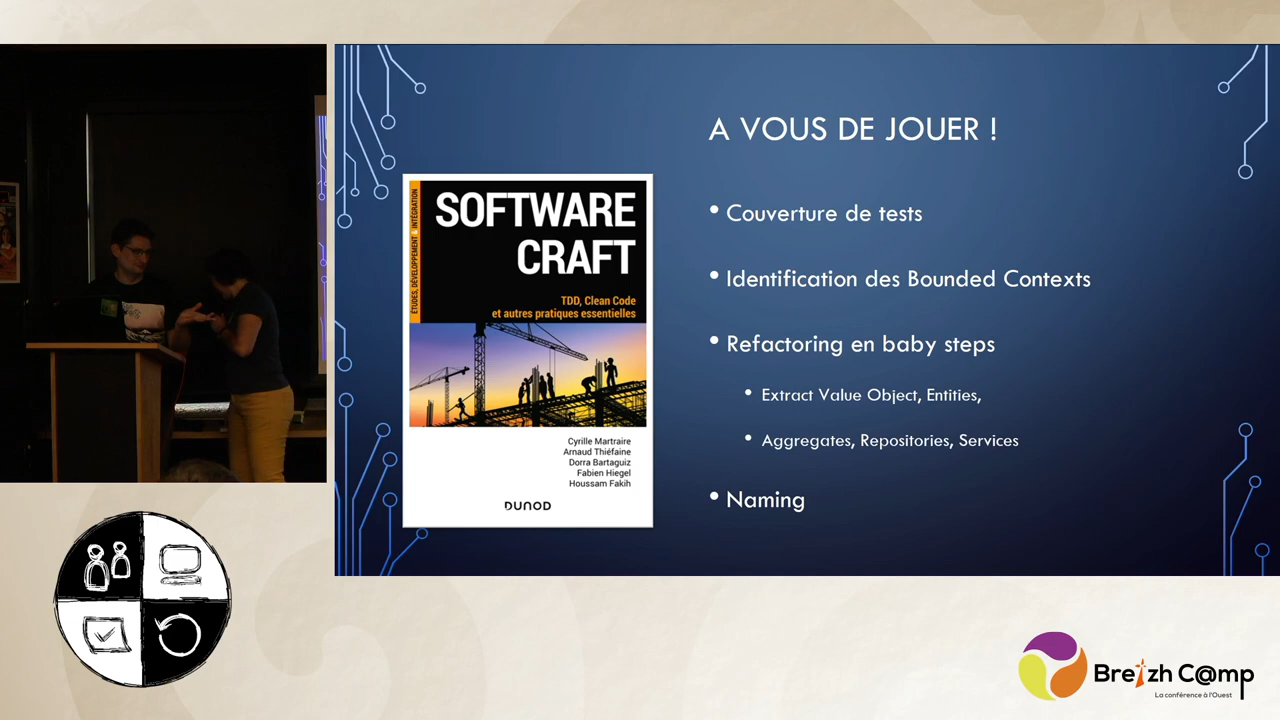 A VOUS DE JOUER !
SOFTWARE
CRAFT
ÉTUDES, DÉVELOPPEMENT & INTÉGRATION
TDD, Clean Code
et autres pratiques essentielles
Cyrille Martraire
Arnaud Thiéfaine
Dorra Bartaguiz
Fabien Hiegel
Houssam Fakih
DUNOD
• Couverture de tests
• Identification des Bounded Contexts
• Refactoring en baby steps
• Extract Value Object, Entities,
• Aggregates, Repositories, Services
• Naming
Breizh C@mp
La conférence à l'Ouest